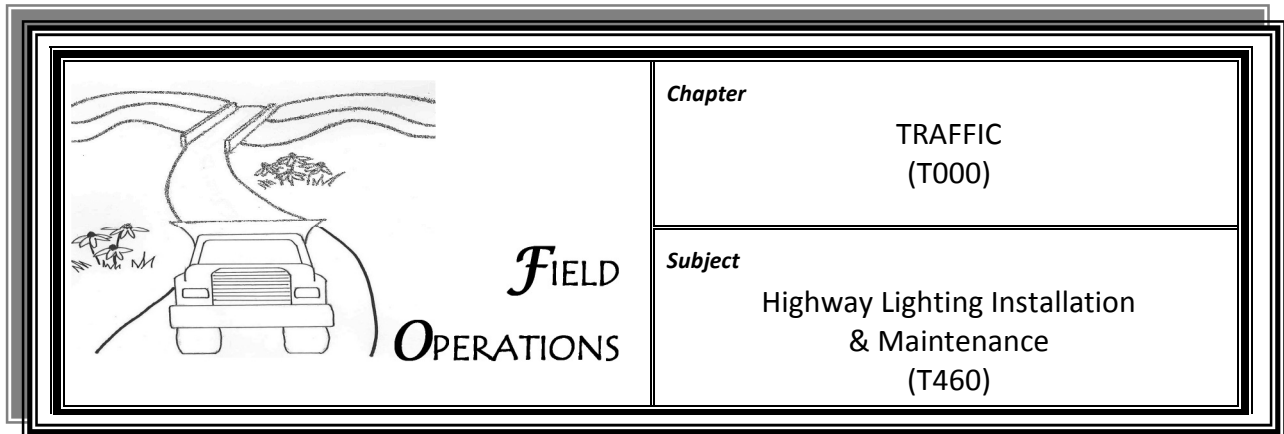 FIELD
OPERATIONS
Chapter
TRAFFIC
(T000)
Subject
Highway Lighting Installation
& Maintenance
(T460)